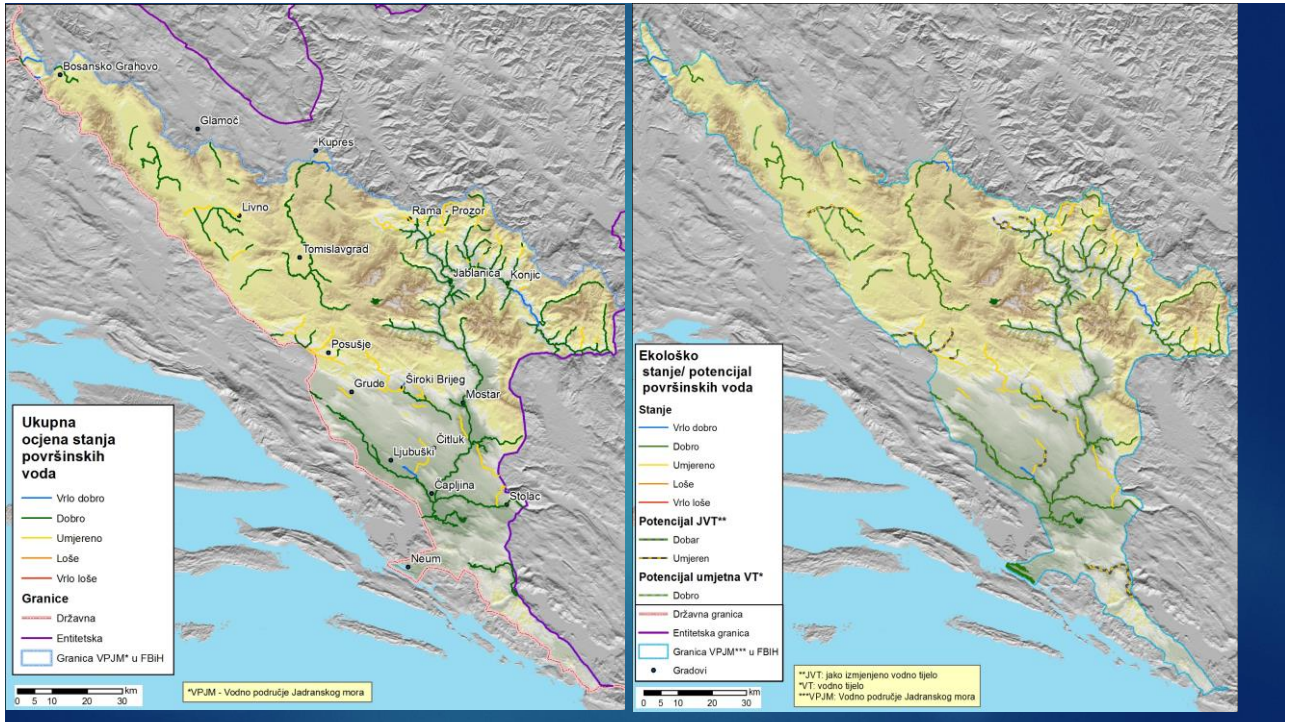 Bosansko Grahovo
Glamoč
Kupres
Livno
Rama - Prozor
Tomislavgrad
Jablanica
Konjic
Posušje
Široki Brijeg
Grude
Mostar
Čitluk
Ljubuški
Čapljina
Stolac
Neum
Ukupna
ocjena stanja
površinskih
voda
Vrlo dobro
Dobro
Umjereno
Loše
Vrlo loše
Granice
Državna
Entitetska
Granica VPJM* u FBiH
km
0 5 10 20 30
*VPJM - Vodno područje Jadranskog mora
Ekološko
stanje/ potencijal
površinskih voda
Stanje
Vrlo dobro
Dobro
Umjereno
Loše
Vrlo loše
Potencijal JVT**
Dobar
Umjeren
Potencijal umjetna VT*
Dobro
Državna granica
Entitetska granica
Granica VPJM*** u FBIH
Gradovi
km
0 5 10 20 30
**JVT: jako izmjenjeno vodno tijelo
*VT: vodno tijelo
***VPJM: Vodno područje Jadranskog mora